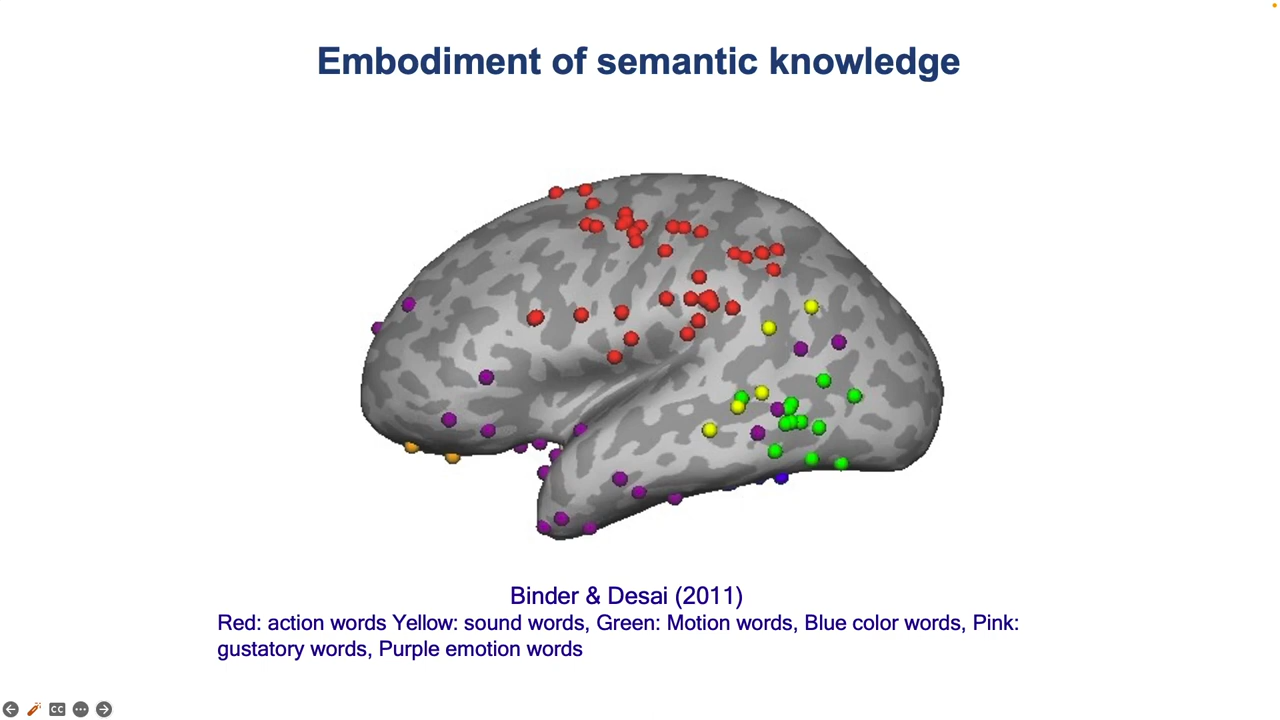 Embodiment of semantic knowledge
Binder & Desai (2011)
Red: action words Yellow: sound words, Green: Motion words, Blue color words, Pink:
gustatory words, Purple emotion words
CC